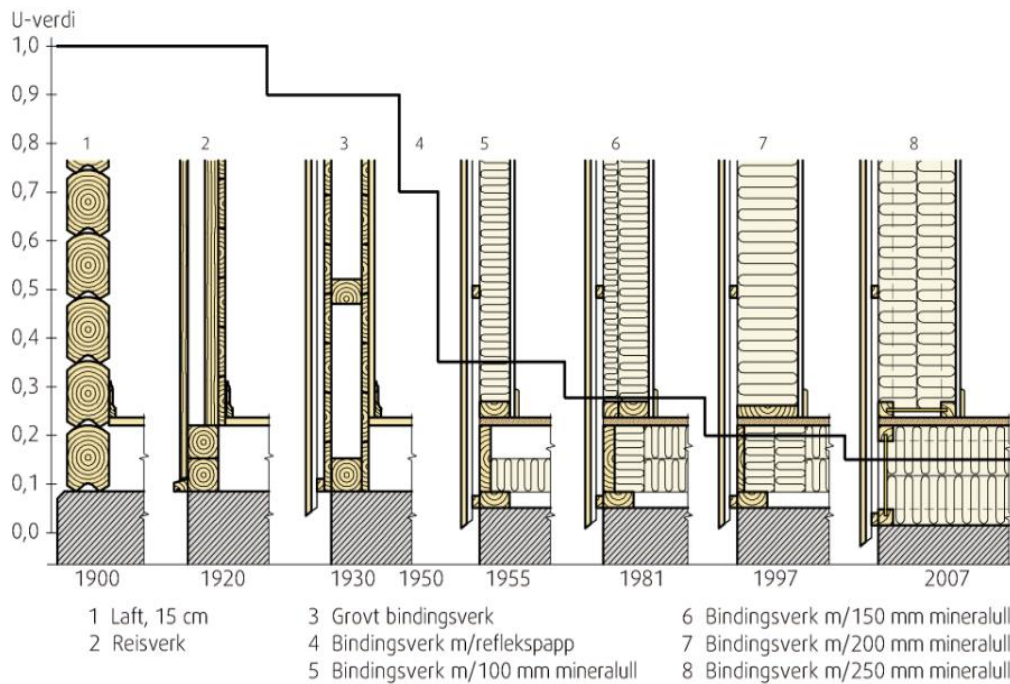 U-verdi
1,0
0,9
0,8
0,7
0,6
0,5
0,4
0,3
0,2
0,1
0,0
1 2 3 4 5 6 7 8
1900 1920 1930 1950 1955 1981 1997 2007
1 Laft, 15 cm
2 Reisverk
3 Grovt bindingsverk
4 Bindingsverk m/reflekspapp
5 Bindingsverk m/100 mm mineralull
6 Bindingsverk m/150 mm mineralull
7 Bindingsverk m/200 mm mineralull
8 Bindingsverk m/250 mm mineralull